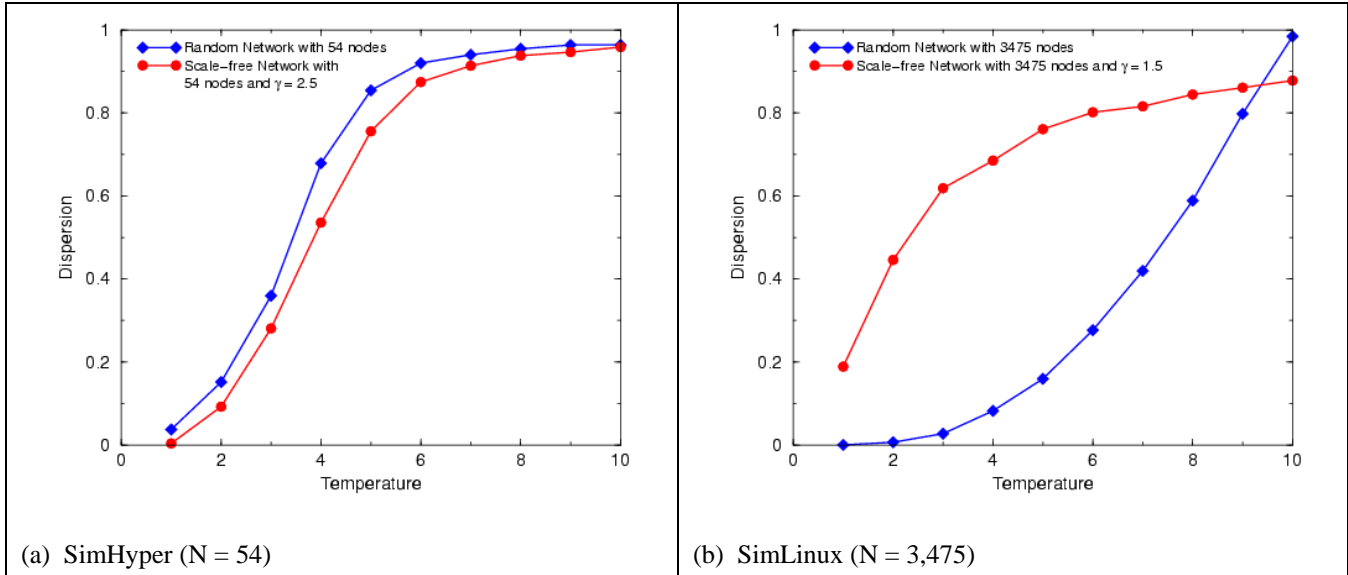 1
Random Network with 54 nodes
Scale-free Network with
54 nodes and γ = 2.5
0.8
0.6
Dispersion
0.4
0.2
0
0 2 4 6 8 10
Temperature
(a) SimHyper (N = 54)
1
Random Network with 3475 nodes
Scale-free Network with 3475 nodes and γ = 1.5
0.8
0.6
Dispersion
0.4
0.2
0
0 2 4 6 8 10
Temperature
(b) SimLinux (N = 3,475)